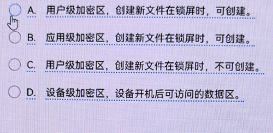 A. 用户级加密区，创建新文件在锁屏时，可创建。
B. 应用级加密区，创建新文件在锁屏时，可创建。
C. 用户级加密区，创建新文件在锁屏时，不可创建。
D. 设备级加密区，设备开机后可访问的数据区。